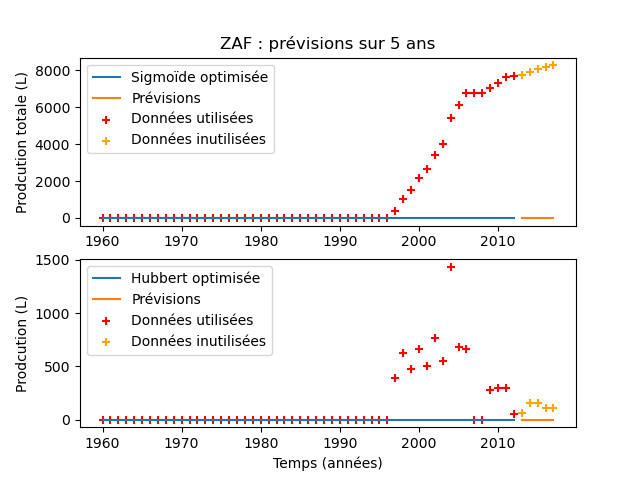 ZAF : prévisions sur 5 ans
Prodcution totale (L)
8000
6000
4000
2000
0
Sigmoïde optimisée
Prévisions
Données utilisées
Données inutilisées
1960 1970 1980 1990 2000 2010
Prodcution (L)
1500
1000
500
0
Hubbert optimisée
Prévisions
Données utilisées
Données inutilisées
1960 1970 1980 1990 2000 2010
Temps (années)